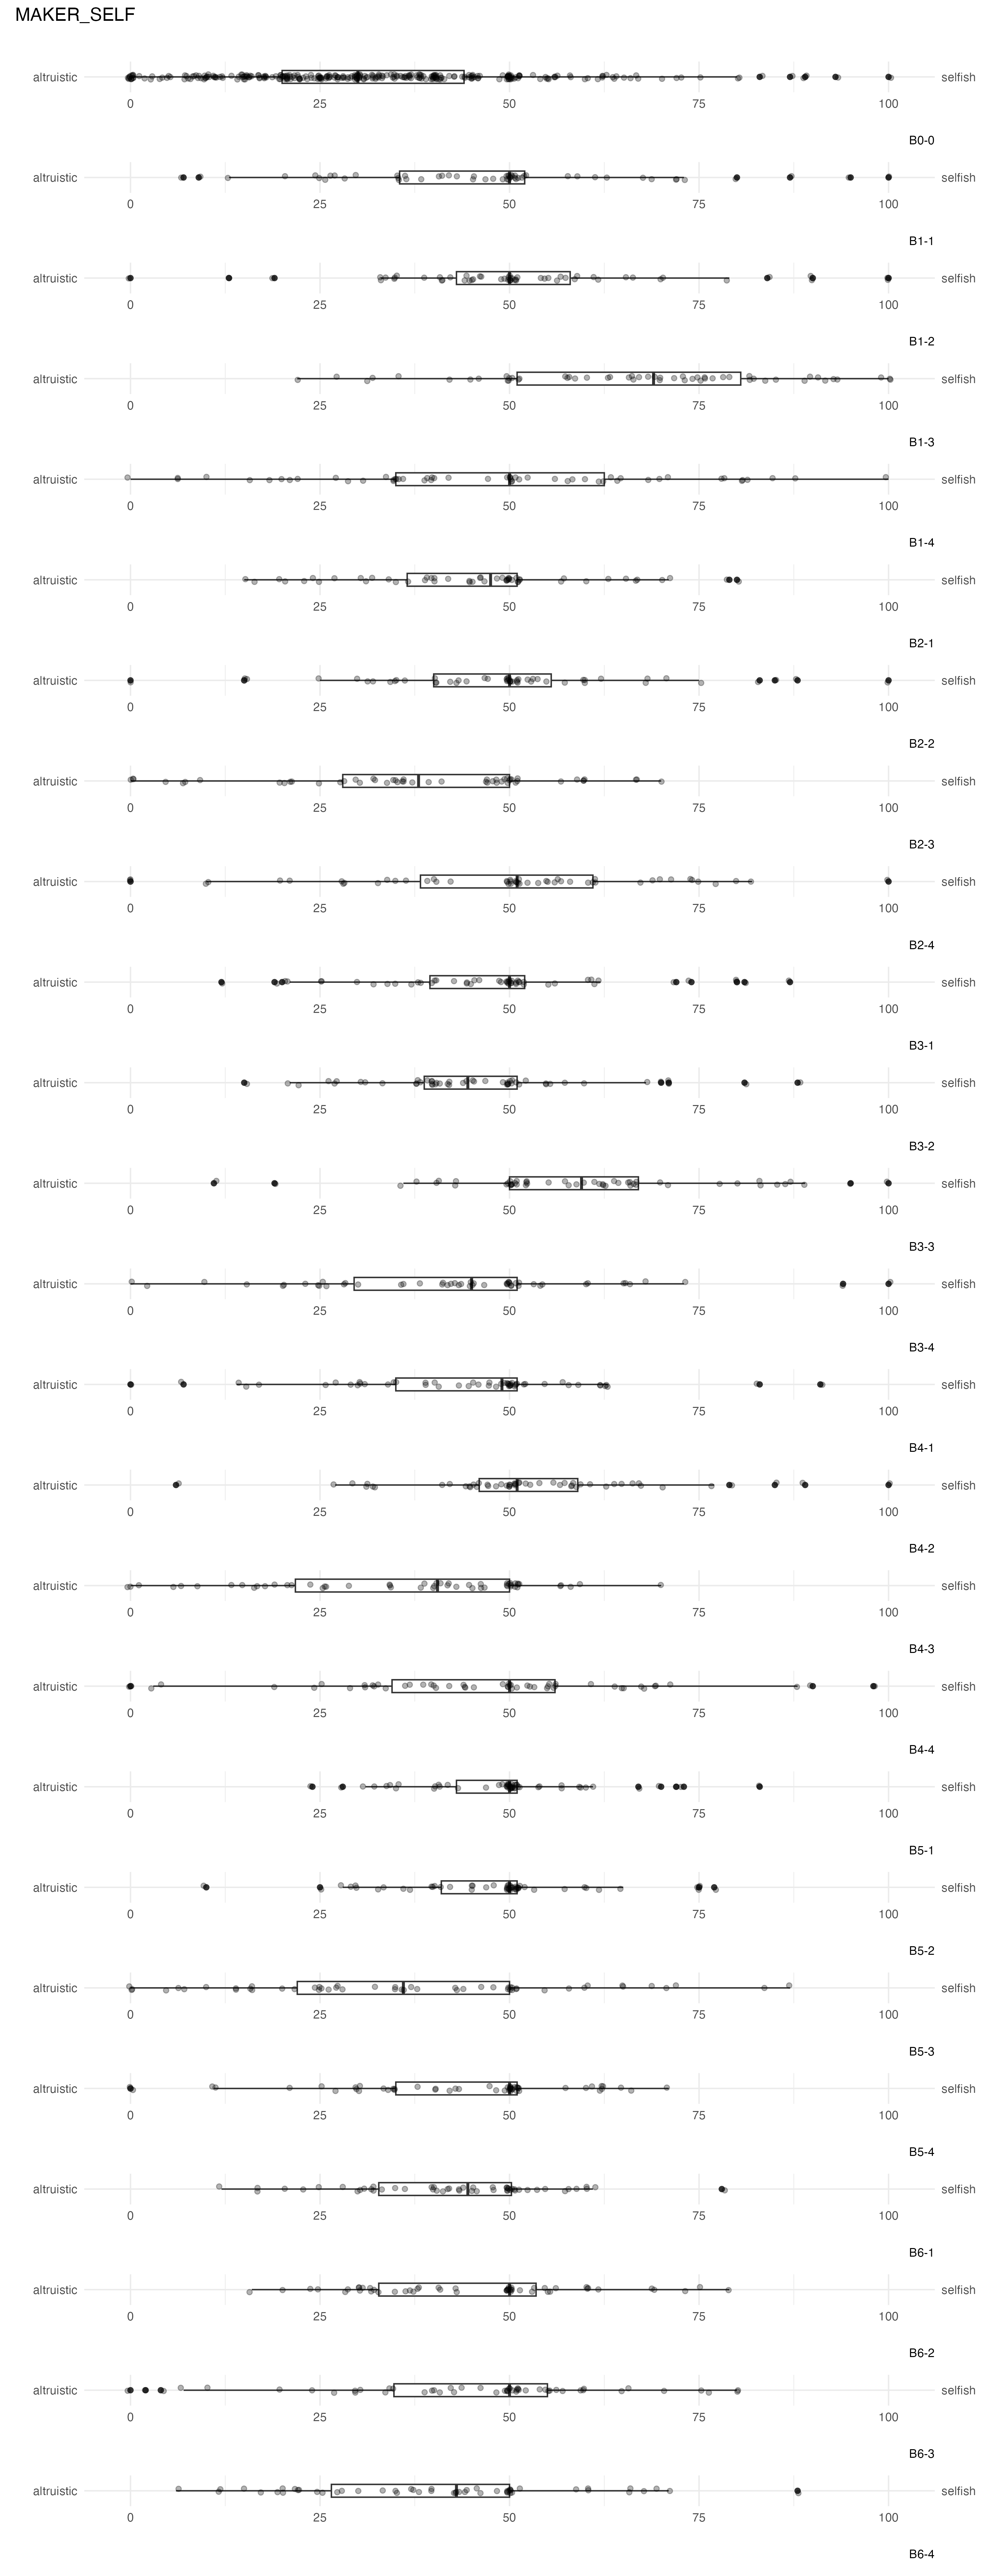 MAKER_SELF
altruistic selfish
0 25 50 75 100
B0-0
altruistic selfish
0 25 50 75 100
B1-1
altruistic selfish
0 25 50 75 100
B1-2
altruistic selfish
0 25 50 75 100
B1-3
altruistic selfish
0 25 50 75 100
B1-4
altruistic selfish
0 25 50 75 100
B2-1
altruistic selfish
0 25 50 75 100
B2-2
altruistic selfish
0 25 50 75 100
B2-3
altruistic selfish
0 25 50 75 100
B2-4
altruistic selfish
0 25 50 75 100
B3-1
altruistic selfish
0 25 50 75 100
B3-2
altruistic selfish
0 25 50 75 100
B3-3
altruistic selfish
0 25 50 75 100
B3-4
altruistic selfish
0 25 50 75 100
B4-1
altruistic selfish
0 25 50 75 100
B4-2
altruistic selfish
0 25 50 75 100
B4-3
altruistic selfish
0 25 50 75 100
B4-4
altruistic selfish
0 25 50 75 100
B5-1
altruistic selfish
0 25 50 75 100
B5-2
altruistic selfish
0 25 50 75 100
B5-3
altruistic selfish
0 25 50 75 100
B5-4
altruistic selfish
0 25 50 75 100
B6-1
altruistic selfish
0 25 50 75 100
B6-2
altruistic selfish
0 25 50 75 100
B6-3
altruistic selfish
0 25 50 75 100
B6-4